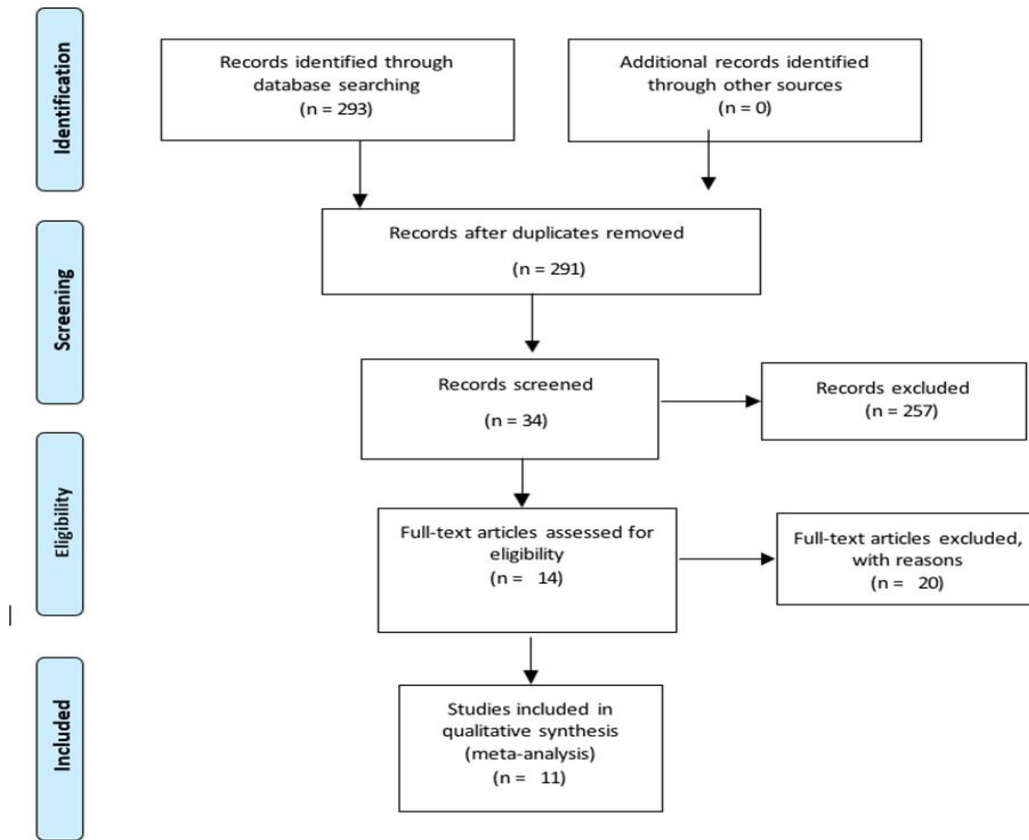 Identification
Records identified through
database searching
(n = 293)
Additional records identified
through other sources
(n = 0)
Screening
Records after duplicates removed
(n = 291)
Records screened
(n = 34)
Records excluded
(n = 257)
Eligibility
Full-text articles assessed for
eligibility
(n = 14)
Full-text articles excluded,
with reasons
(n = 20)
Included
Studies included in
qualitative synthesis
(meta-analysis)
(n = 11)